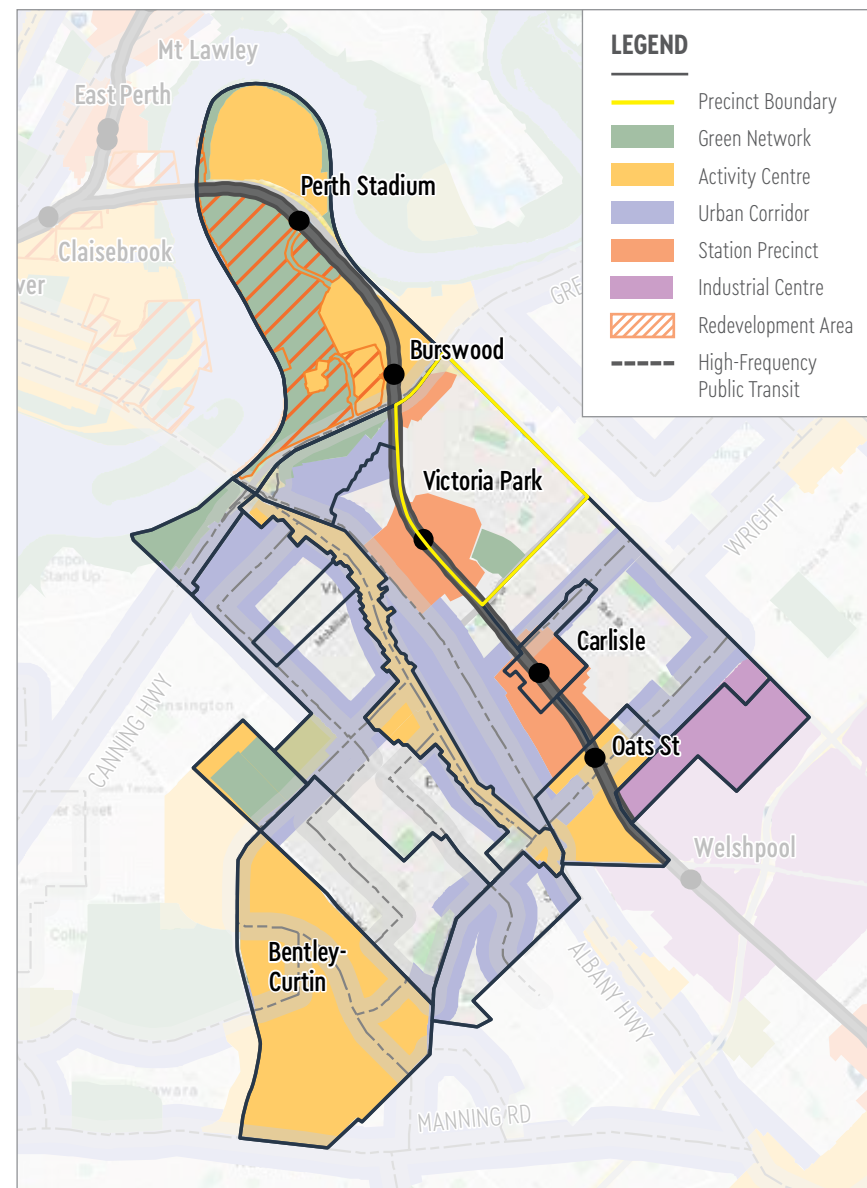 Mt Lawley
East Perth
Perth Stadium
Claisebrook
ver
GRE
Burswood
Victoria Park
WRIGHT
Carlisle
CANNING HWY
Oats St
Welshpool
Bentley-
Curtin
ALBANY HWY
MANNING RD
LEGEND
Precinct Boundary
Green Network
Activity Centre
Urban Corridor
Station Precinct
Industrial Centre
Redevelopment Area
High-Frequency
Public Transit